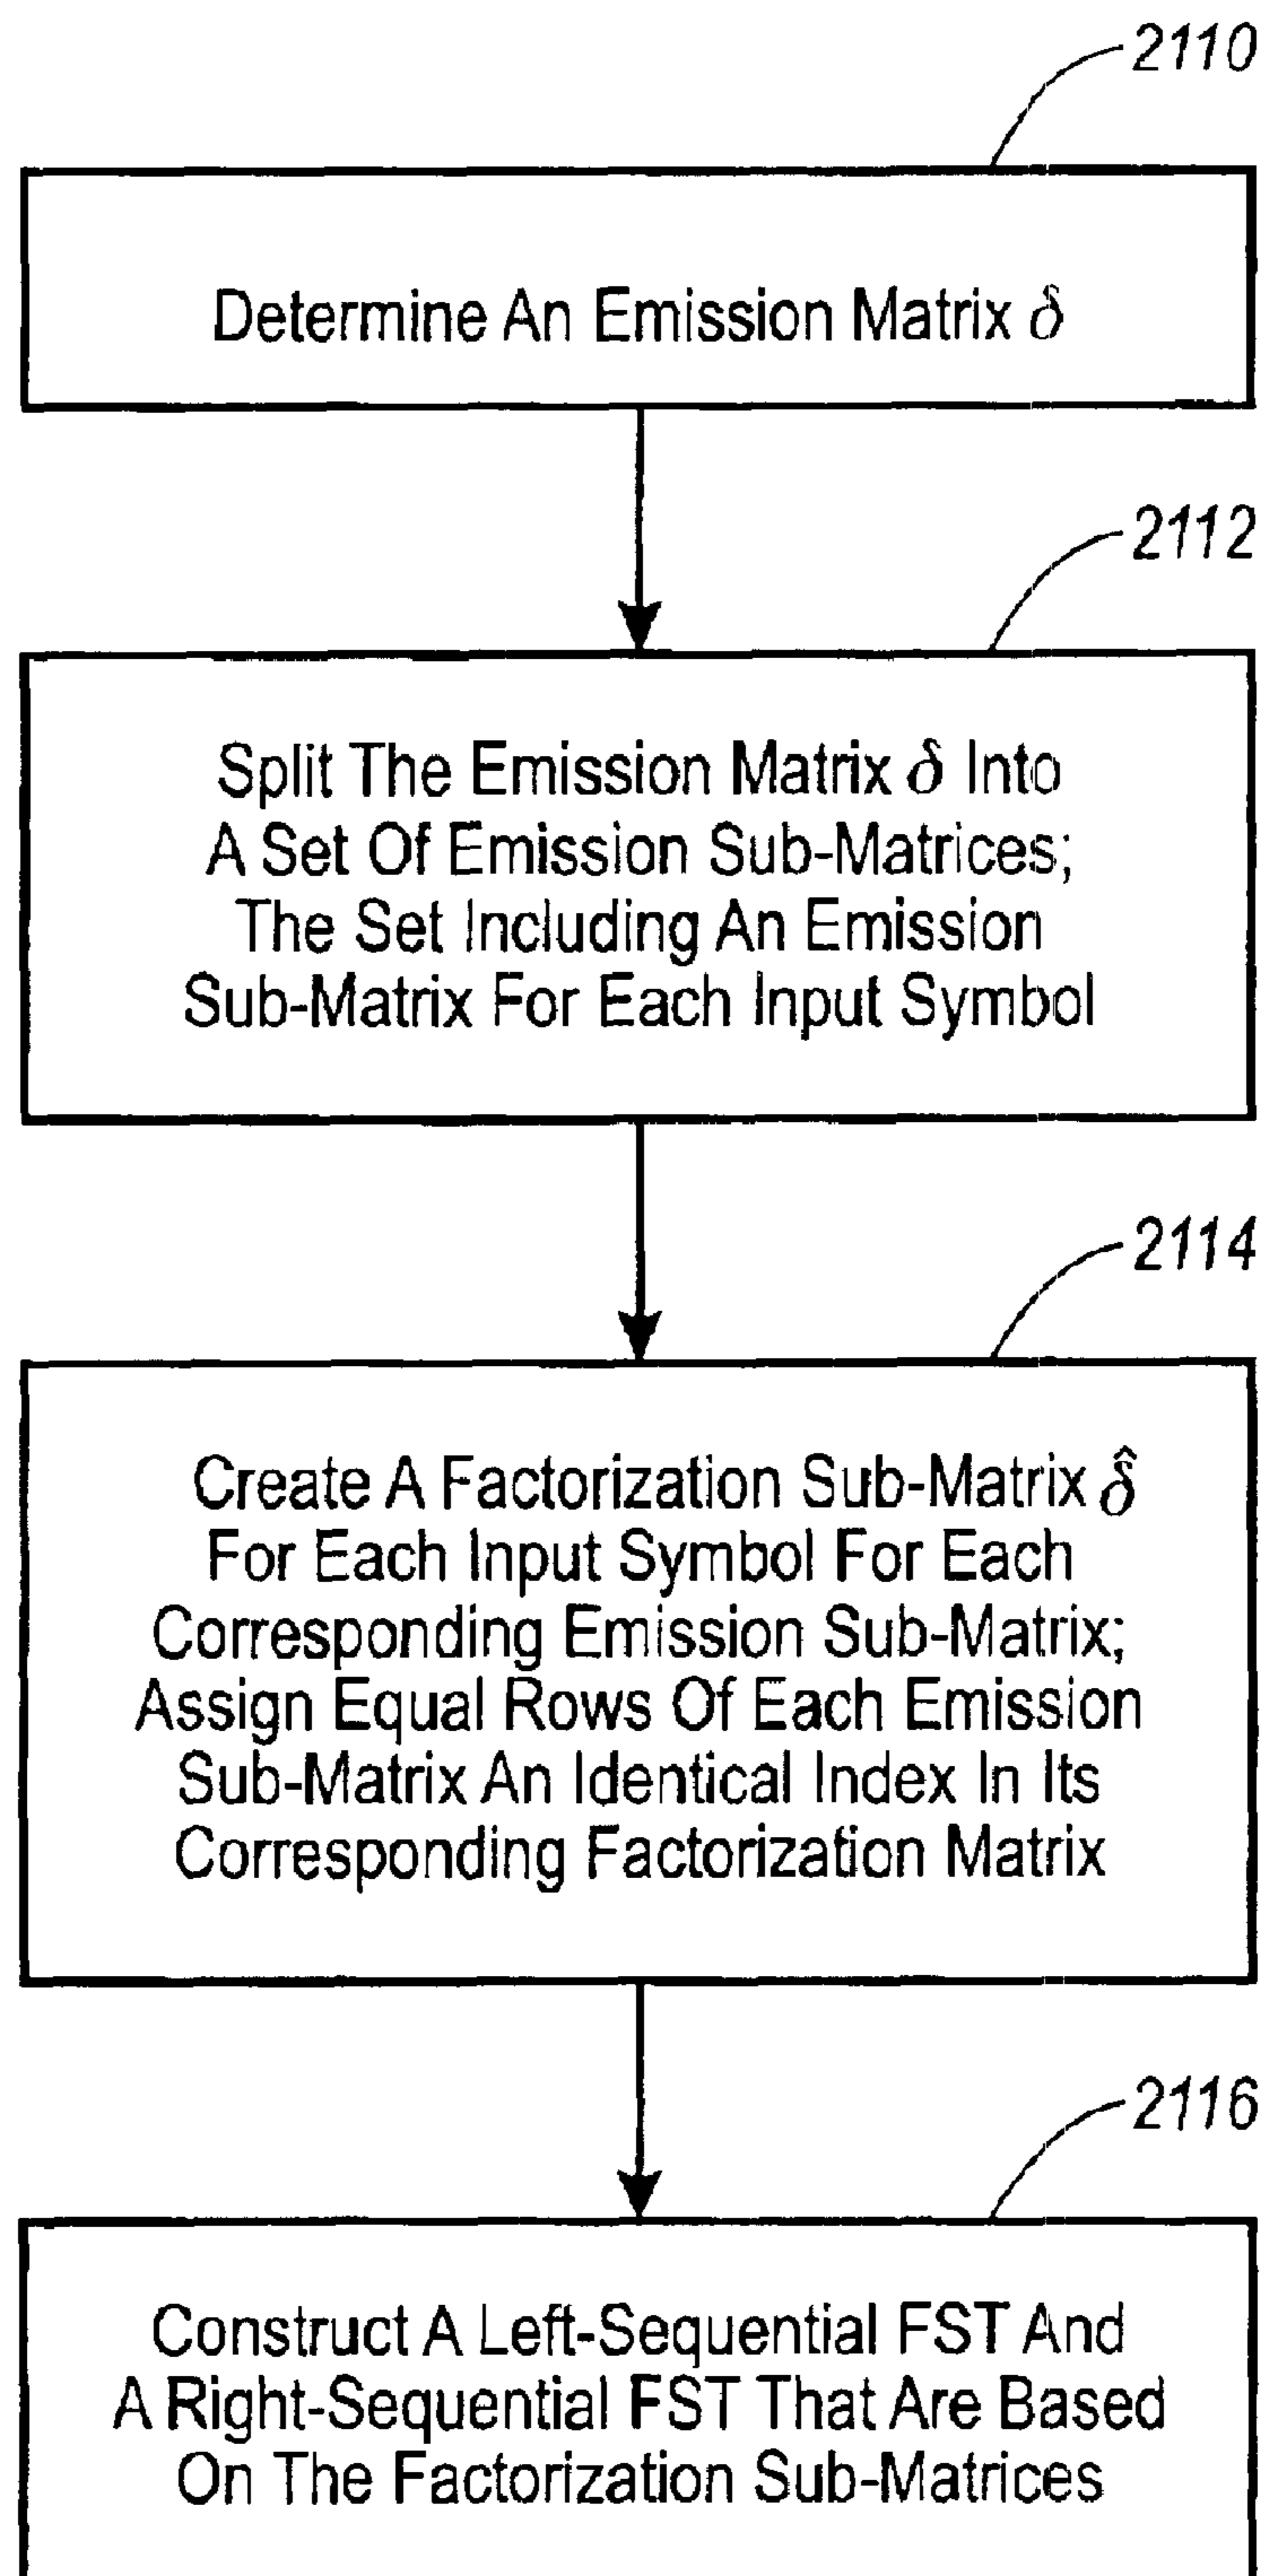 2110
Determine An Emission Matrix δ
2112
Split The Emission Matrix δ Into
A Set Of Emission Sub-Matrices;
The Set Including An Emission
Sub-Matrix For Each Input Symbol
2114
Create A Factorization Sub-Matrix δ̂
For Each Input Symbol For Each
Corresponding Emission Sub-Matrix;
Assign Equal Rows Of Each Emission
Sub-Matrix An Identical Index In Its
Corresponding Factorization Matrix
2116
Construct A Left-Sequential FST And
A Right-Sequential FST That Are Based
On The Factorization Sub-Matrices